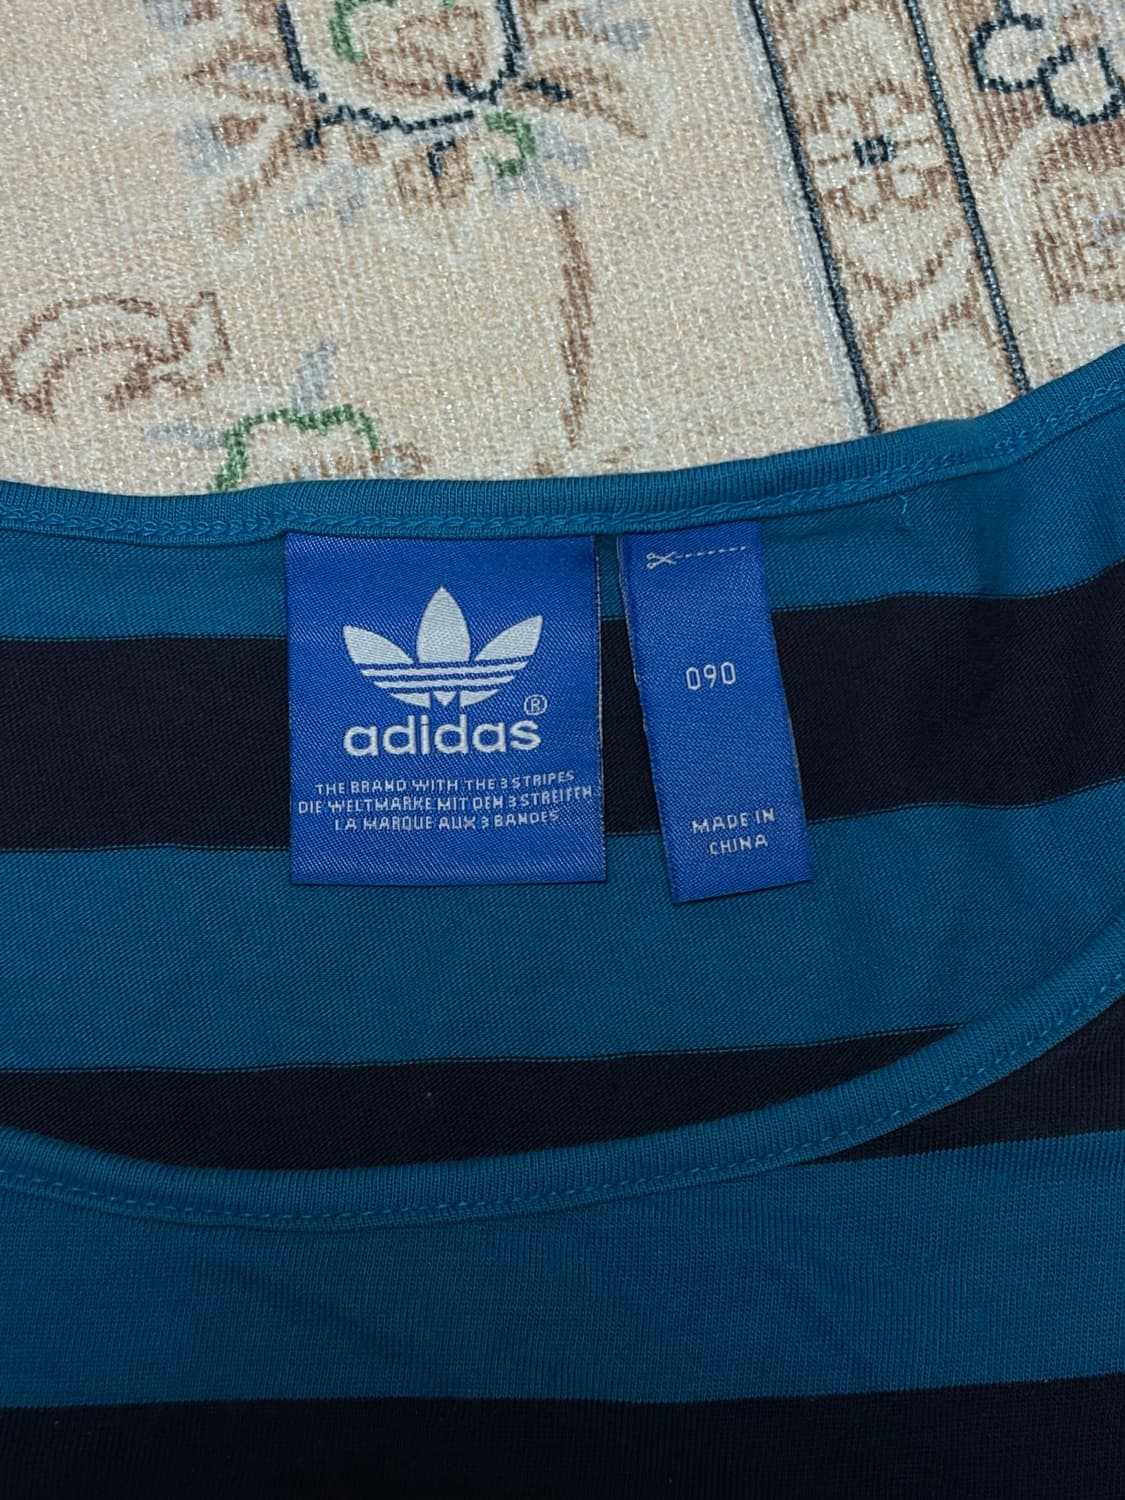 adidas®
THE BRAND WITH THE 3 STRIPES
DIE WELTMARKE MIT DEN 3 STREIFEN
LA MARQUE AUX 3 BANDES
090
MADE IN
CHINA